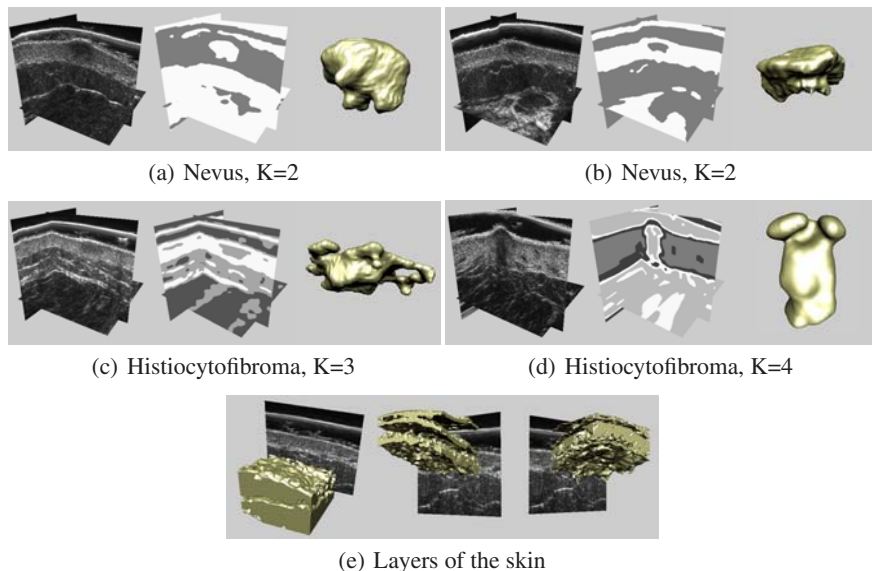 (a) Nevus, K=2
(b) Nevus, K=2
(c) Histiocytofibroma, K=3
(d) Histiocytofibroma, K=4
(e) Layers of the skin